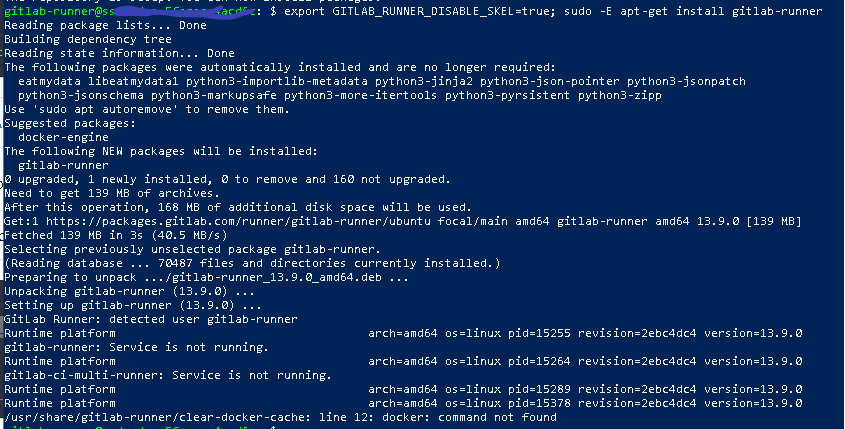 gitlab-runner@ : $ export GITLAB_RUNNER_DISABLE_SKEL=true; sudo -E apt-get install gitlab-runner
Reading package lists... Done
Building dependency tree
Reading state information... Done
The following packages were automatically installed and are no longer required:
eatmydata libeatmydata1 python3-importlib-metadata python3-jinja2 python3-json-pointer python3-jsonpatch
python3-jsonschema python3-markupsafe python3-more-itertools python3-pyrsistent python3-zipp
Use 'sudo apt autoremove' to remove them.
Suggested packages:
docker-engine
The following NEW packages will be installed:
gitlab-runner
0 upgraded, 1 newly installed, 0 to remove and 160 not upgraded.
Need to get 139 MB of archives.
After this operation, 168 MB of additional disk space will be used.
Get:1 https://packages.gitlab.com/runner/gitlab-runner/ubuntu focal/main amd64 gitlab-runner amd64 13.9.0 [139 MB]
Fetched 139 MB in 3s (40.5 MB/s)
Selecting previously unselected package gitlab-runner.
(Reading database ... 70487 files and directories currently installed.)
Preparing to unpack .../gitlab-runner_13.9.0_amd64.deb ...
Unpacking gitlab-runner (13.9.0) ...
Setting up gitlab-runner (13.9.0) ...
GitLab Runner: detected user gitlab-runner
Runtime platform arch=amd64 os=linux pid=15255 revision=2ebc4dc4 version=13.9.0
gitlab-runner: Service is not running.
Runtime platform arch=amd64 os=linux pid=15264 revision=2ebc4dc4 version=13.9.0
gitlab-ci-multi-runner: Service is not running.
Runtime platform arch=amd64 os=linux pid=15289 revision=2ebc4dc4 version=13.9.0
Runtime platform arch=amd64 os=linux pid=15378 revision=2ebc4dc4 version=13.9.0
/usr/share/gitlab-runner/clear-docker-cache: line 12: docker: command not found